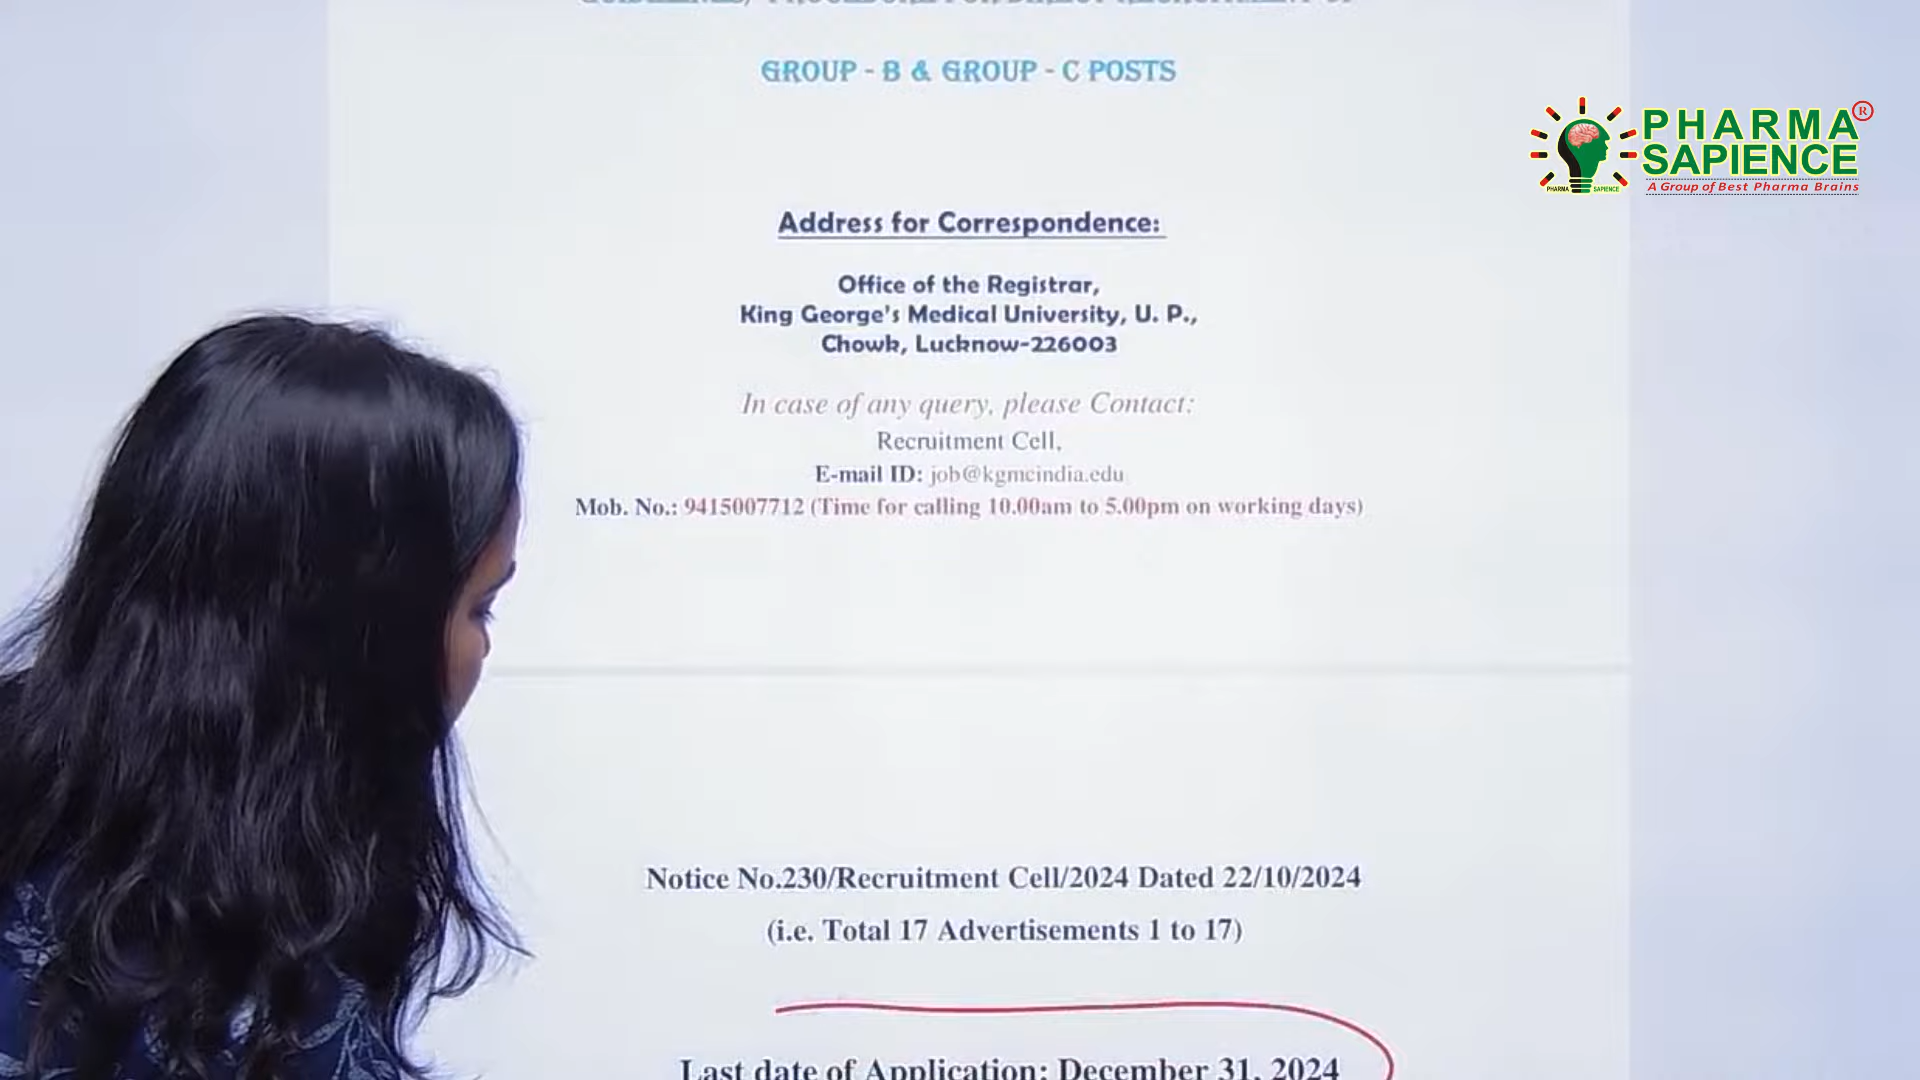 GROUP - B & GROUP - C POSTS
PHARMA SAPIENCE ®
A Group of Best Pharma Brains
PHARMA SAPIENCE
Address for Correspondence:
Office of the Registrar,
King George's Medical University, U. P.,
Chowk, Lucknow-226003
In case of any query, please Contact:
Recruitment Cell,
E-mail ID: job@kgmcindia.edu
Mob. No.: 9415007712 (Time for calling 10.00am to 5.00pm on working days)
Notice No.230/Recruitment Cell/2024 Dated 22/10/2024
(i.e. Total 17 Advertisements 1 to 17)
Last date of Application: December 31, 2024